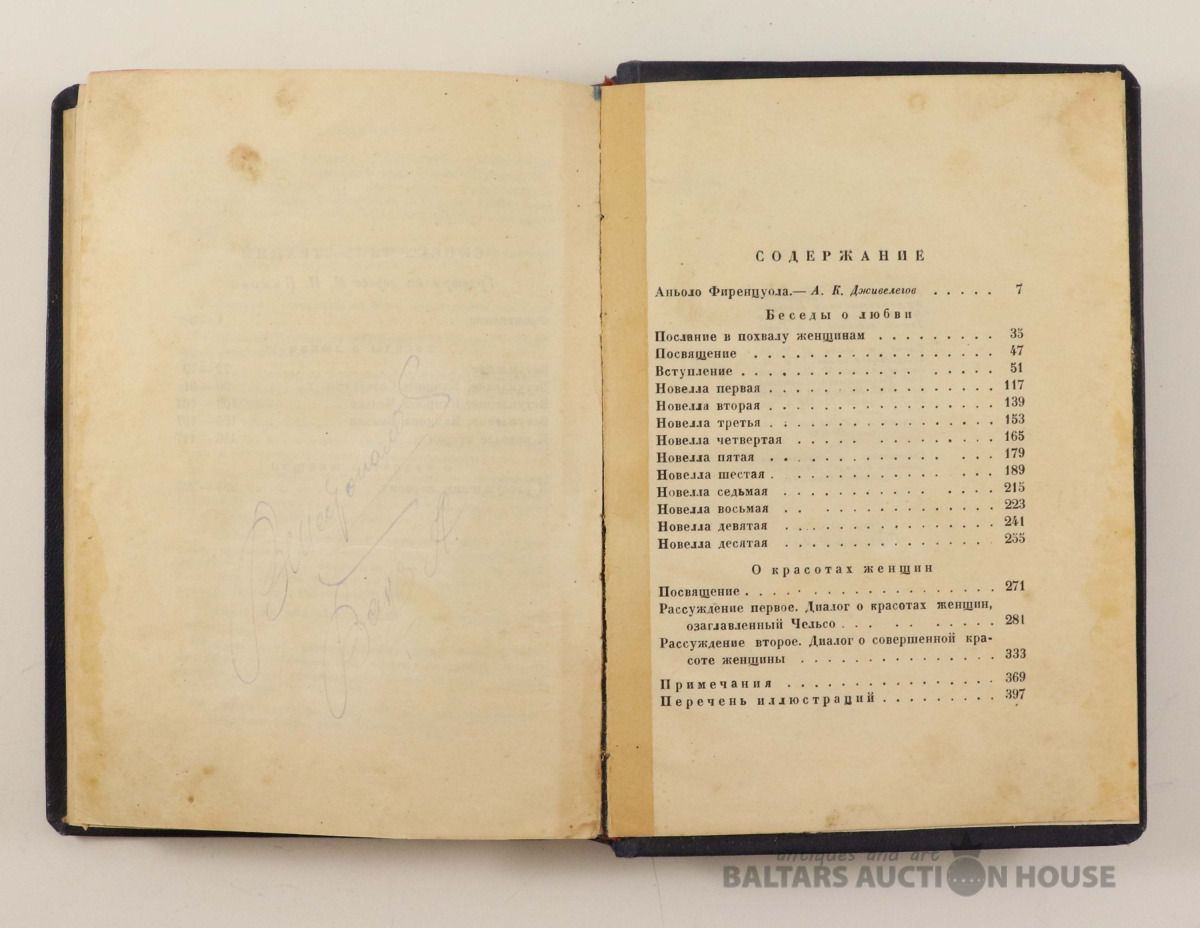 СОДЕРЖАНИЕ
Аньоло Фиренцуола.— А. К. Дживелегов . . . . . 7
Беседы о любви
Послание в похвалу женщинам . . . . . . . . . 35
Посвящение . . . . . . . . . . . . . . . . . . 47
Вступление . . . . . . . . . . . . . . . . . . 51
Новелла первая . . . . . . . . . . . . . . . . 117
Новелла вторая . . . . . . . . . . . . . . . . 139
Новелла третья . . . . . . . . . . . . . . . . 153
Новелла четвертая . . . . . . . . . . . . . . 165
Новелла пятая . . . . . . . . . . . . . . . . 179
Новелла шестая . . . . . . . . . . . . . . . . 189
Новелла седьмая . . . . . . . . . . . . . . . 215
Новелла восьмая . . . . . . . . . . . . . . . 223
Новелла девятая . . . . . . . . . . . . . . . 241
Новелла десятая . . . . . . . . . . . . . . . 255
О красотах женщин
Посвящение . . . . . . . . . . . . . . . . . . 271
Рассуждение первое. Диалог о красотах женщин,
озаглавленный Чельсо . . . . . . . . . . 281
Рассуждение второе. Диалог о совершенной кра-
соте женщины . . . . . . . . . . . . . . 333
Примечания . . . . . . . . . . . . . . . 369
Перечень иллюстраций . . . . . . . . . 397
antiques and art
BALTARS AUCTION HOUSE